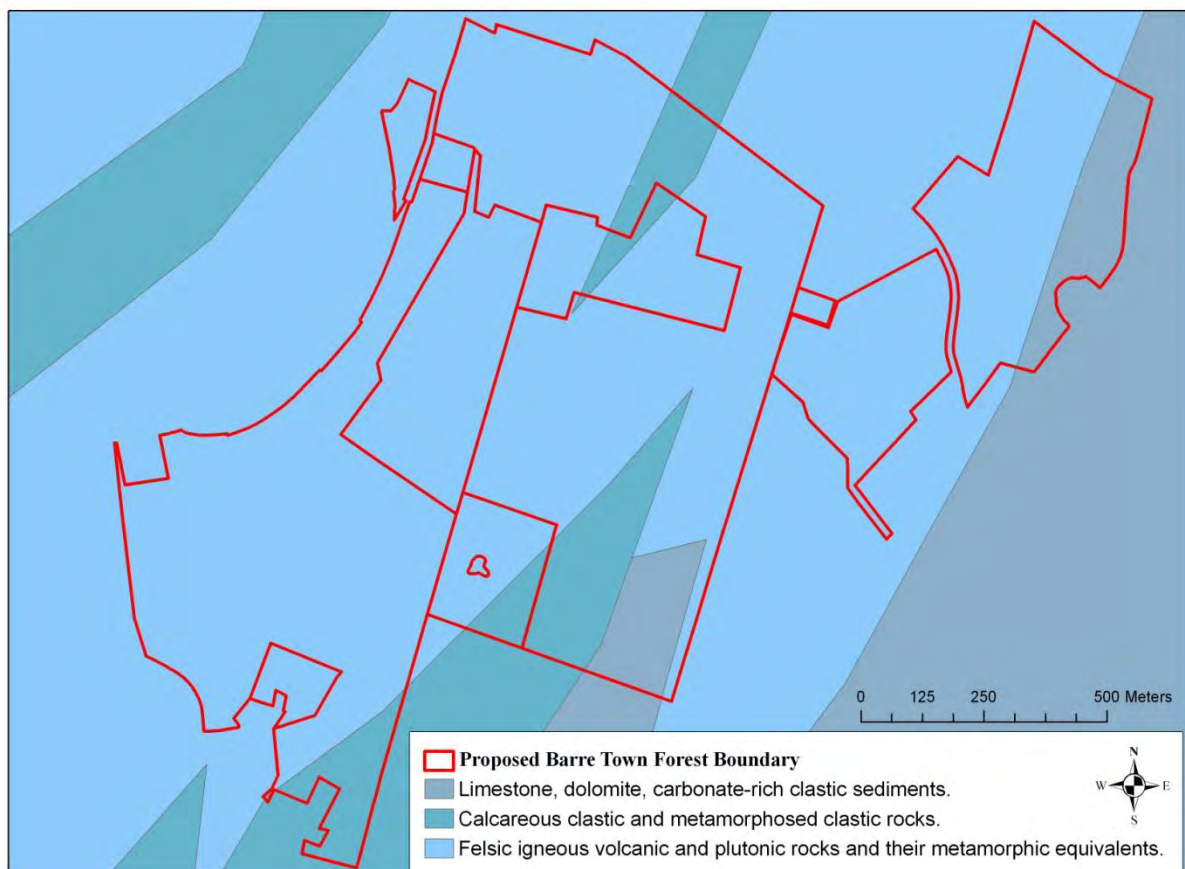 0 125 250 500 Meters
Proposed Barre Town Forest Boundary
Limestone, dolomite, carbonate-rich clastic sediments.
Calcareous clastic and metamorphosed clastic rocks.
Felsic igneous volcanic and plutonic rocks and their metamorphic equivalents.
N
W E
S